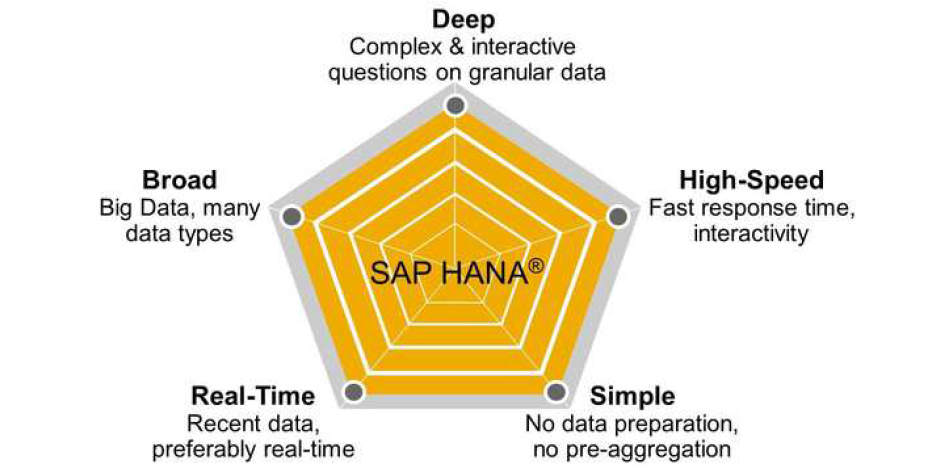 Deep
Complex & interactive
questions on granular data
Broad
Big Data, many
data types
High-Speed
Fast response time,
interactivity
SAP HANA®
Real-Time
Recent data,
preferably real-time
Simple
No data preparation,
no pre-aggregation